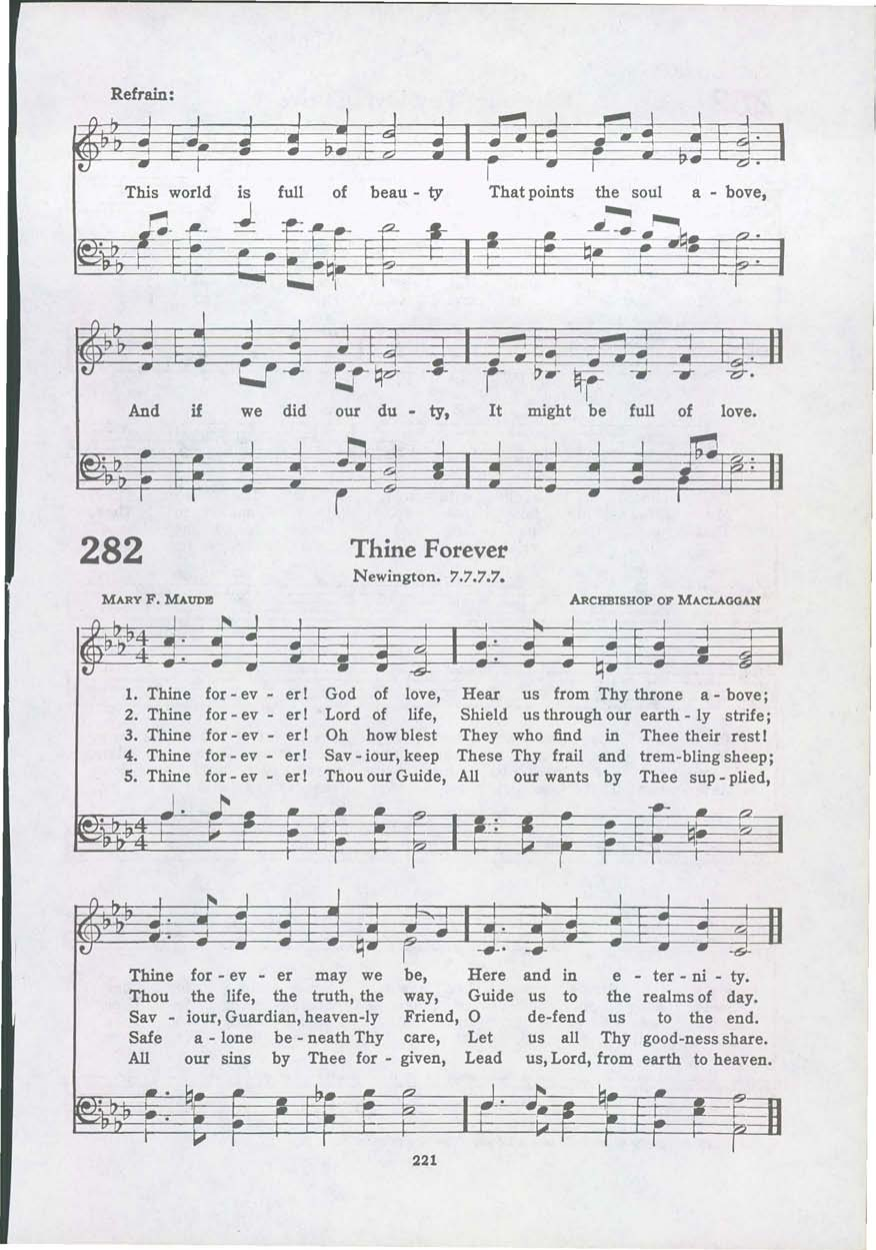 Refrain:
This world is full of beau - ty That points the soul a - bove,
And if we did our du - ty, It might be full of love.
282 Thine Forever
Newington. 7.7.7.7.
MARY F. MAUDE ARCHBISHOP OF MACLAGGAN
1. Thine for - ev - er! God of love, Hear us from Thy throne a - bove;
2. Thine for - ev - er! Lord of life, Shield us through our earth - ly strife;
3. Thine for - ev - er! Oh how blest They who find in Thee their rest!
4. Thine for - ev - er! Sav - iour, keep These Thy frail and trem - bling sheep;
5. Thine for - ev - er! Thou our Guide, All our wants by Thee sup - plied,
Thine for - ev - er may we be, Here and in e - ter - ni - ty.
Thou the life, the truth, the way, Guide us to the realms of day.
Sav - iour, Guardian, heaven-ly Friend, O de-fend us to the end.
Safe a - lone be - neath Thy care, Let us all Thy good-ness share.
All our sins by Thee for - given, Lead us, Lord, from earth to heaven.
221